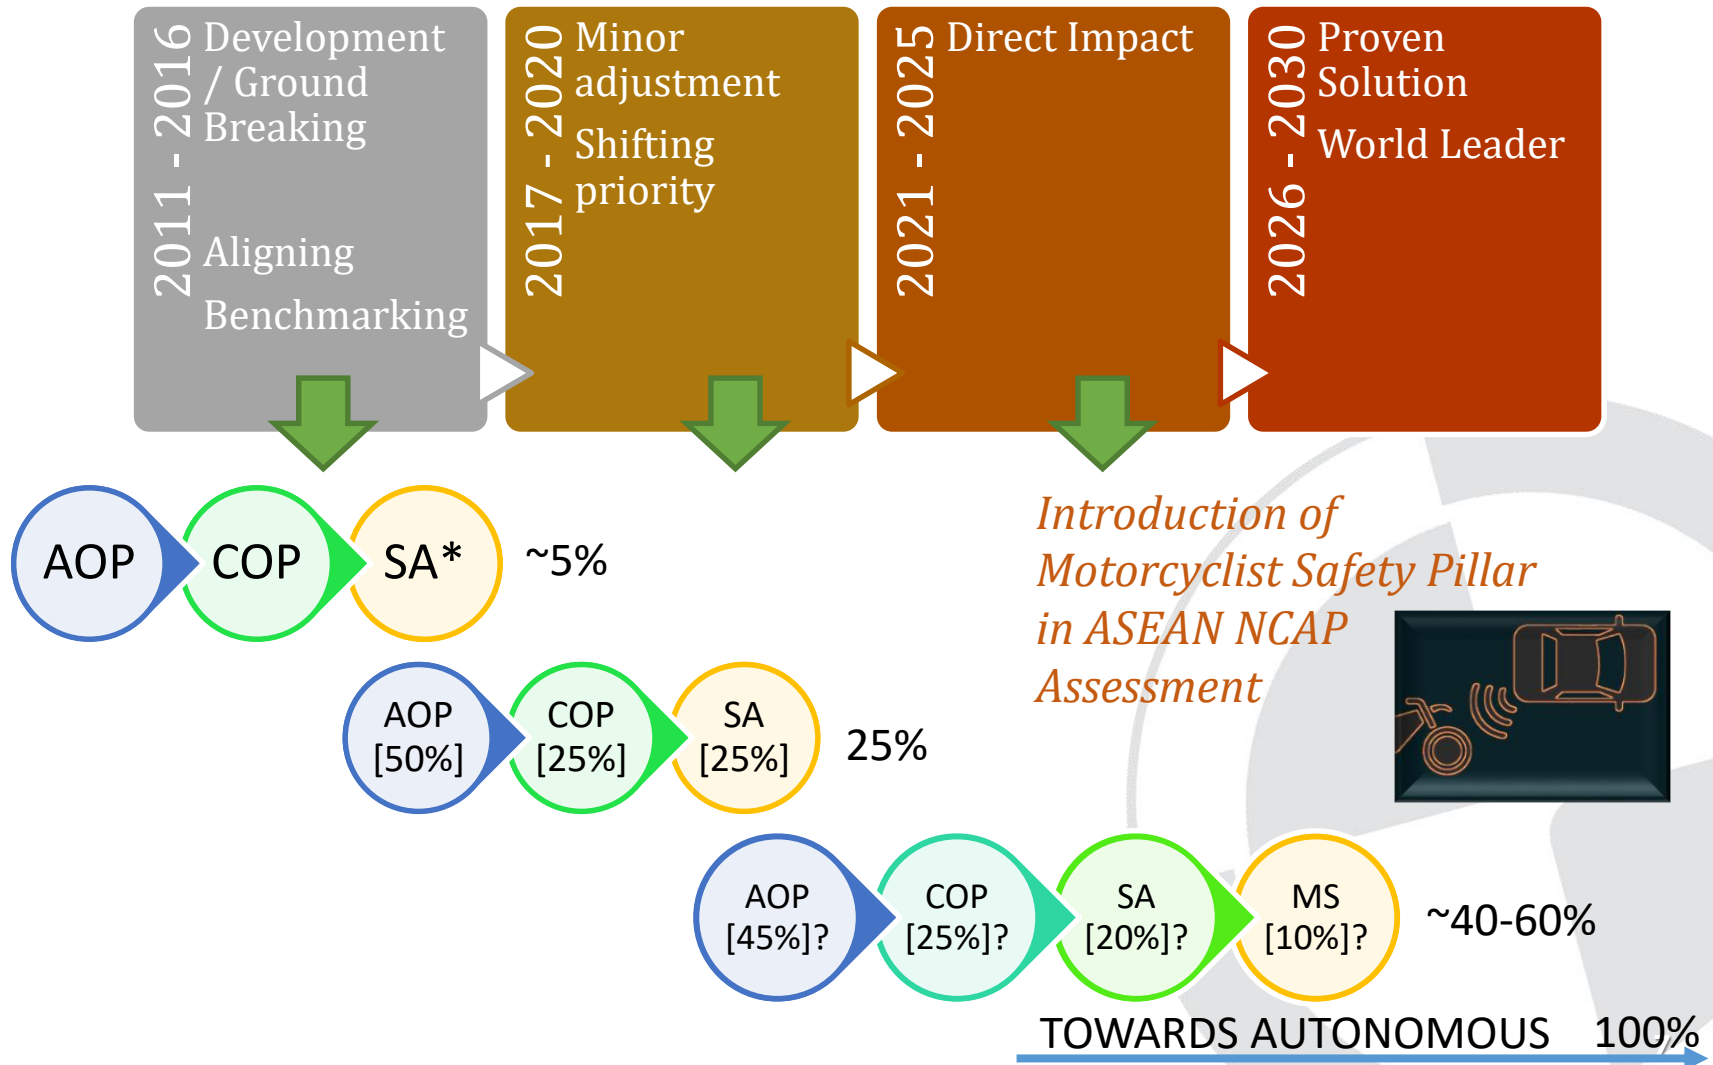 2011 - 2016
Development
/ Ground
Breaking
Aligning
Benchmarking
2017 - 2020
Minor
adjustment
Shifting
priority
2021 - 2025
Direct Impact
2026 - 2030
Proven
Solution
World Leader
AOP
COP
SA*
~5%
Introduction of
Motorcyclist Safety Pillar
in ASEAN NCAP
Assessment
AOP
[50%]
COP
[25%]
SA
[25%]
25%
AOP
[45%]?
COP
[25%]?
SA
[20%]?
MS
[10%]?
~40-60%
TOWARDS AUTONOMOUS 100%